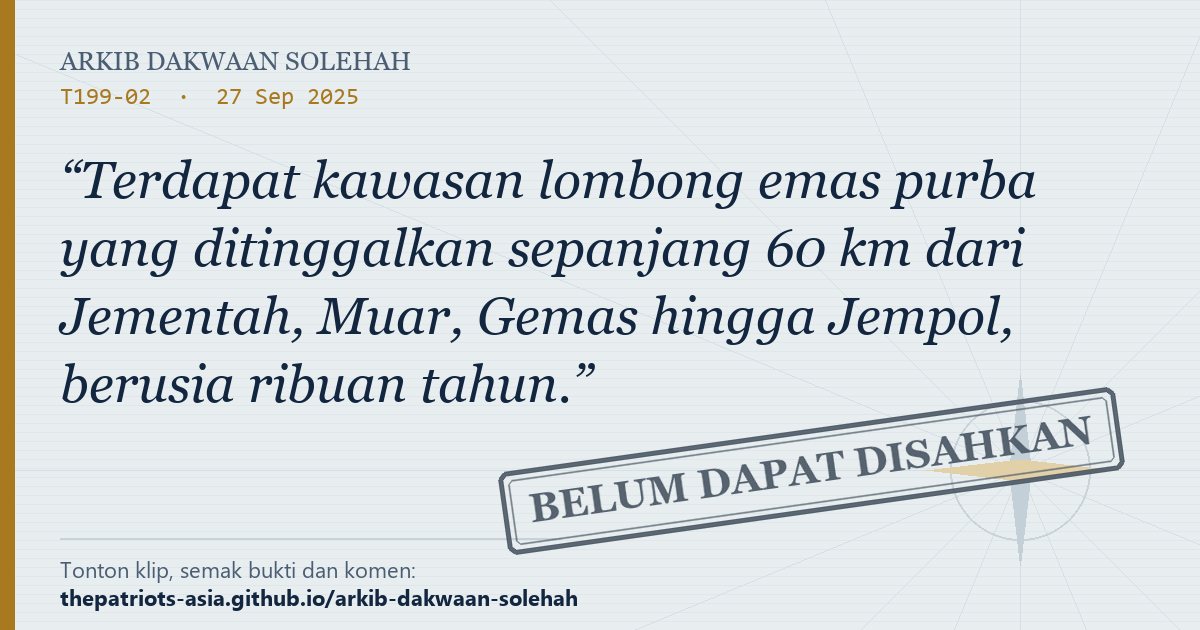 ARKIB DAKWAAN SOLEHAH
T199-02 · 27 Sep 2025
“Terdapat kawasan lombong emas purba
yang ditinggalkan sepanjang 60 km dari
Jementah, Muar, Gemas hingga Jempol,
berusia ribuan tahun.”
BELUM DAPAT DISAHKAN
Tonton klip, semak bukti dan komen:
thepatriots-asia.github.io/arkib-dakwaan-solehah